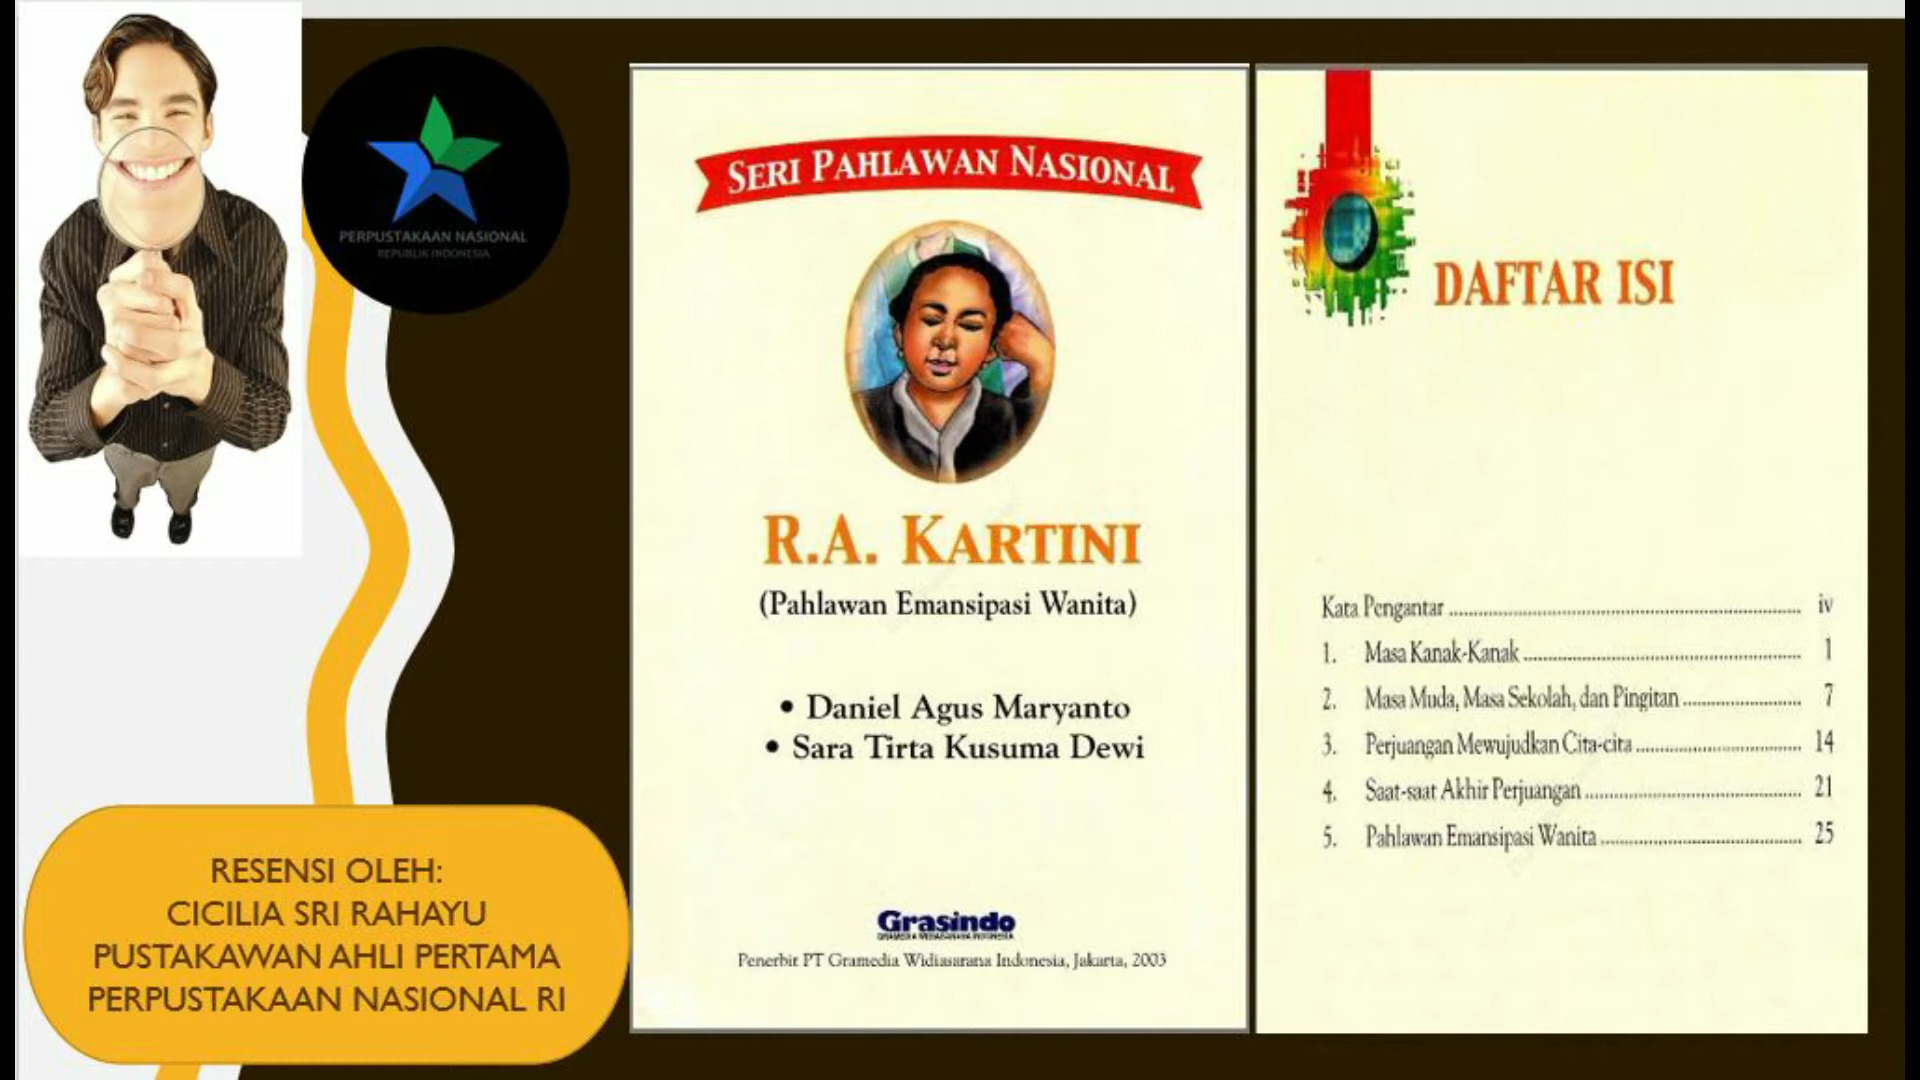 PERPUSTAKAAN NASIONAL
REPUBLIK INDONESIA
RESENSI OLEH:
CICILIA SRI RAHAYU
PUSTAKAWAN AHLI PERTAMA
PERPUSTAKAAN NASIONAL RI
SERI PAHLAWAN NASIONAL
R.A. KARTINI
(Pahlawan Emansipasi Wanita)
• Daniel Agus Maryanto
• Sara Tirta Kusuma Dewi
Grasindo
GRAMEDIA WIDIASARANA INDONESIA
Penerbit PT Gramedia Widiasarana Indonesia, Jakarta, 2003
DAFTAR ISI
Kata Pengantar ........................................ iv
1. Masa Kanak-Kanak ........................................ 1
2. Masa Muda, Masa Sekolah, dan Pingitan ........................................ 7
3. Perjuangan Mewujudkan Cita-cita ........................................ 14
4. Saat-saat Akhir Perjuangan ........................................ 21
5. Pahlawan Emansipasi Wanita ........................................ 25